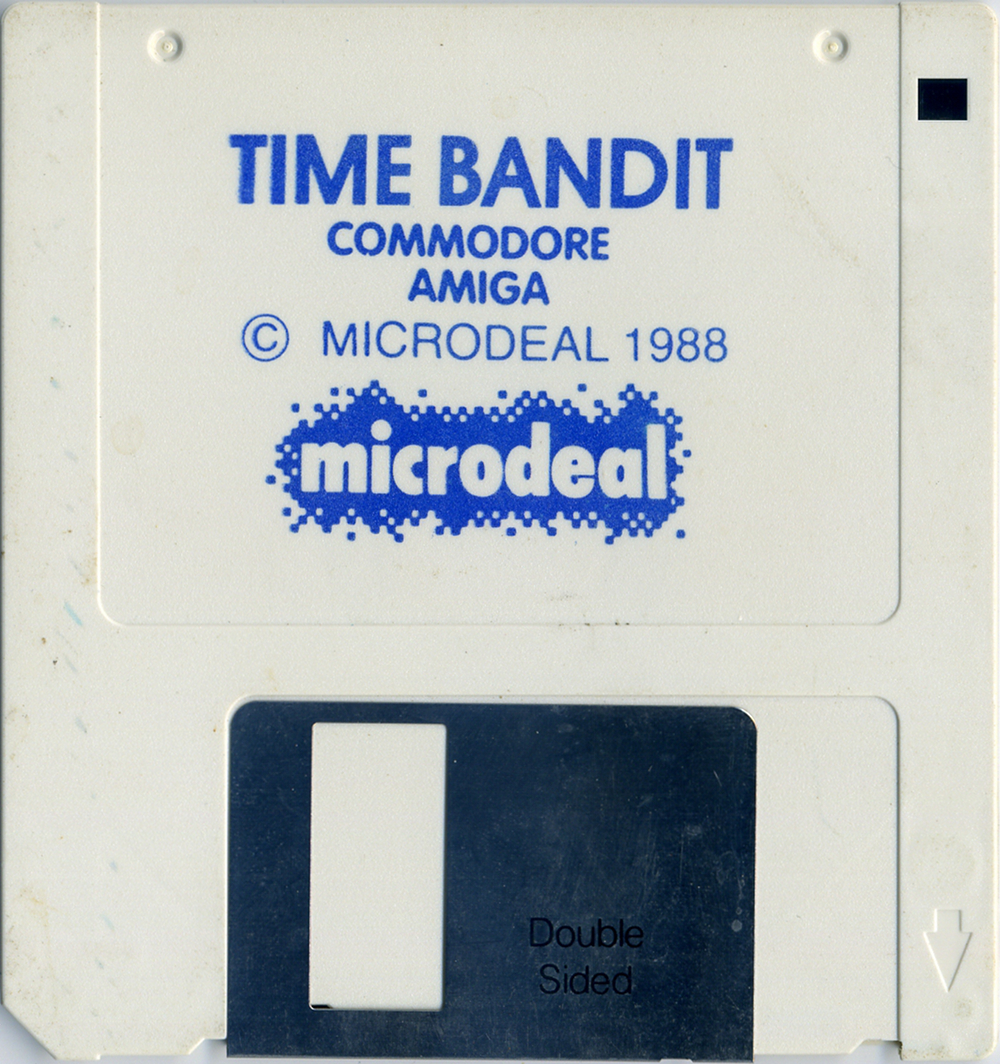 TIME BANDIT
COMMODORE
AMIGA
© MICRODEAL 1988
microdeal
Double
Sided